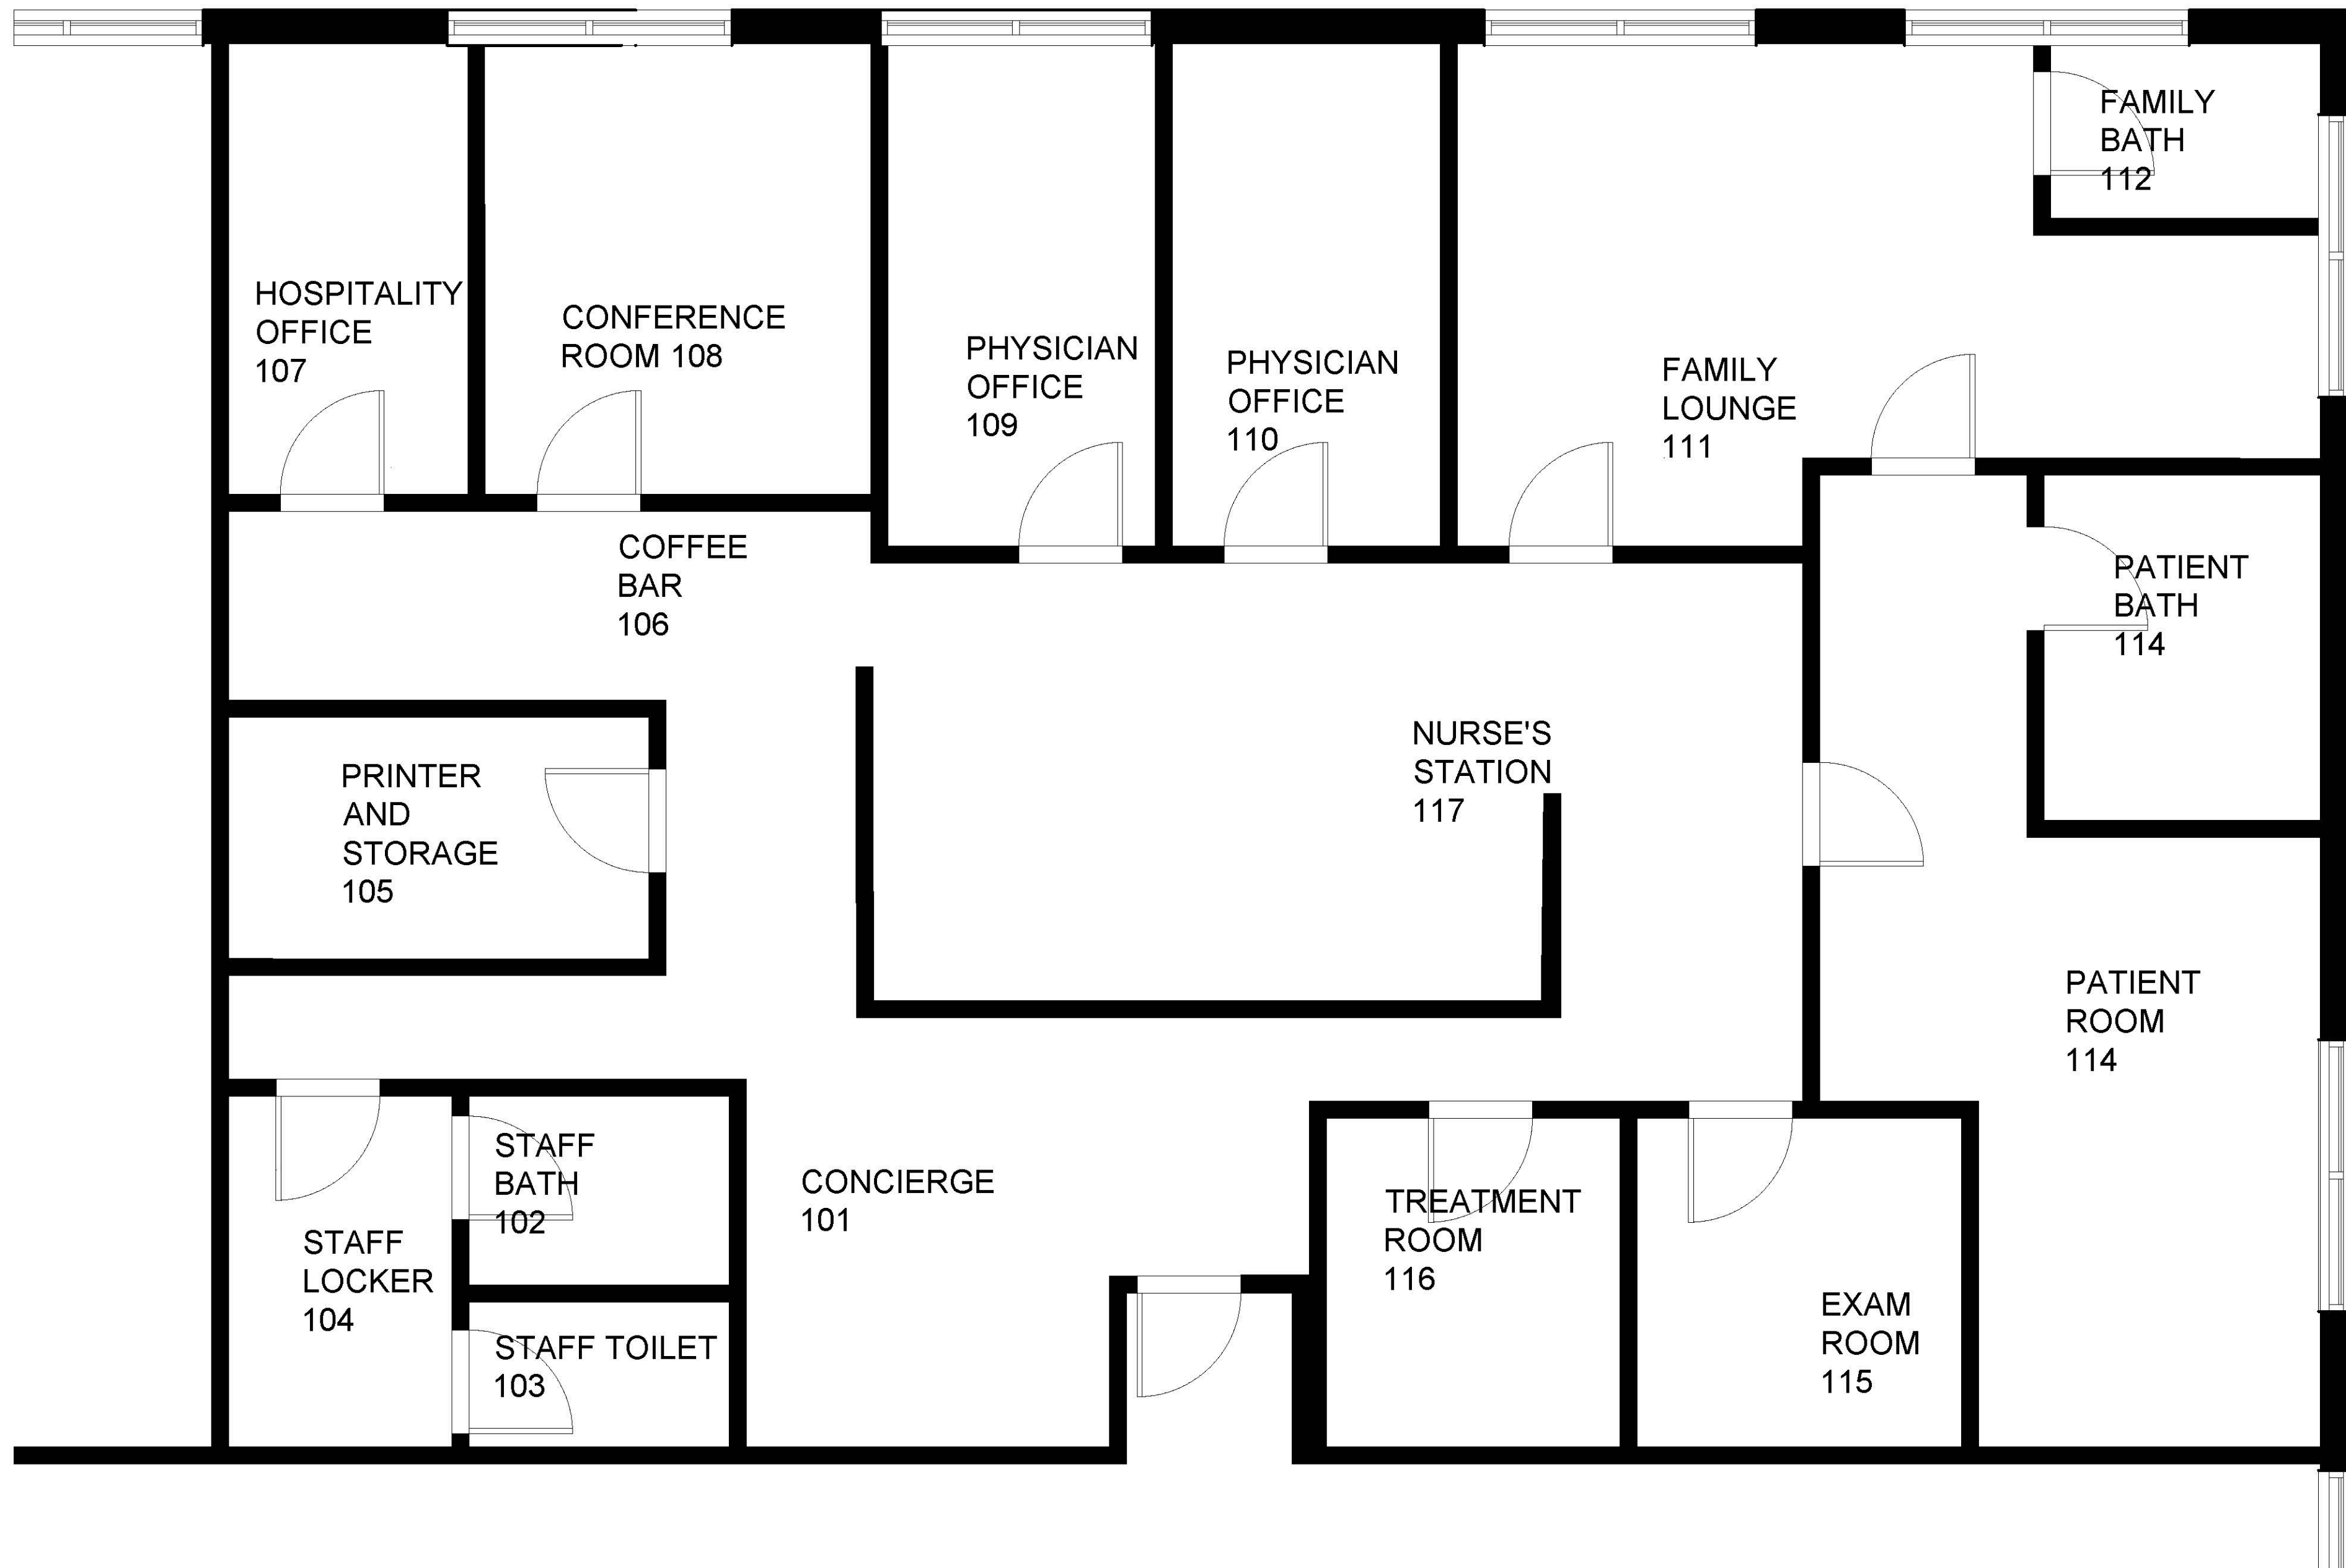 FAMILY
BATH
112
HOSPITALITY
OFFICE
107
CONFERENCE
ROOM 108
PHYSICIAN
OFFICE
109
PHYSICIAN
OFFICE
110
FAMILY
LOUNGE
111
COFFEE
BAR
106
PATIENT
BATH
114
NURSE'S
STATION
117
PRINTER
AND
STORAGE
105
PATIENT
ROOM
114
STAFF
BATH
102
CONCIERGE
101
TREATMENT
ROOM
116
STAFF
LOCKER
104
EXAM
ROOM
115
STAFF TOILET
103